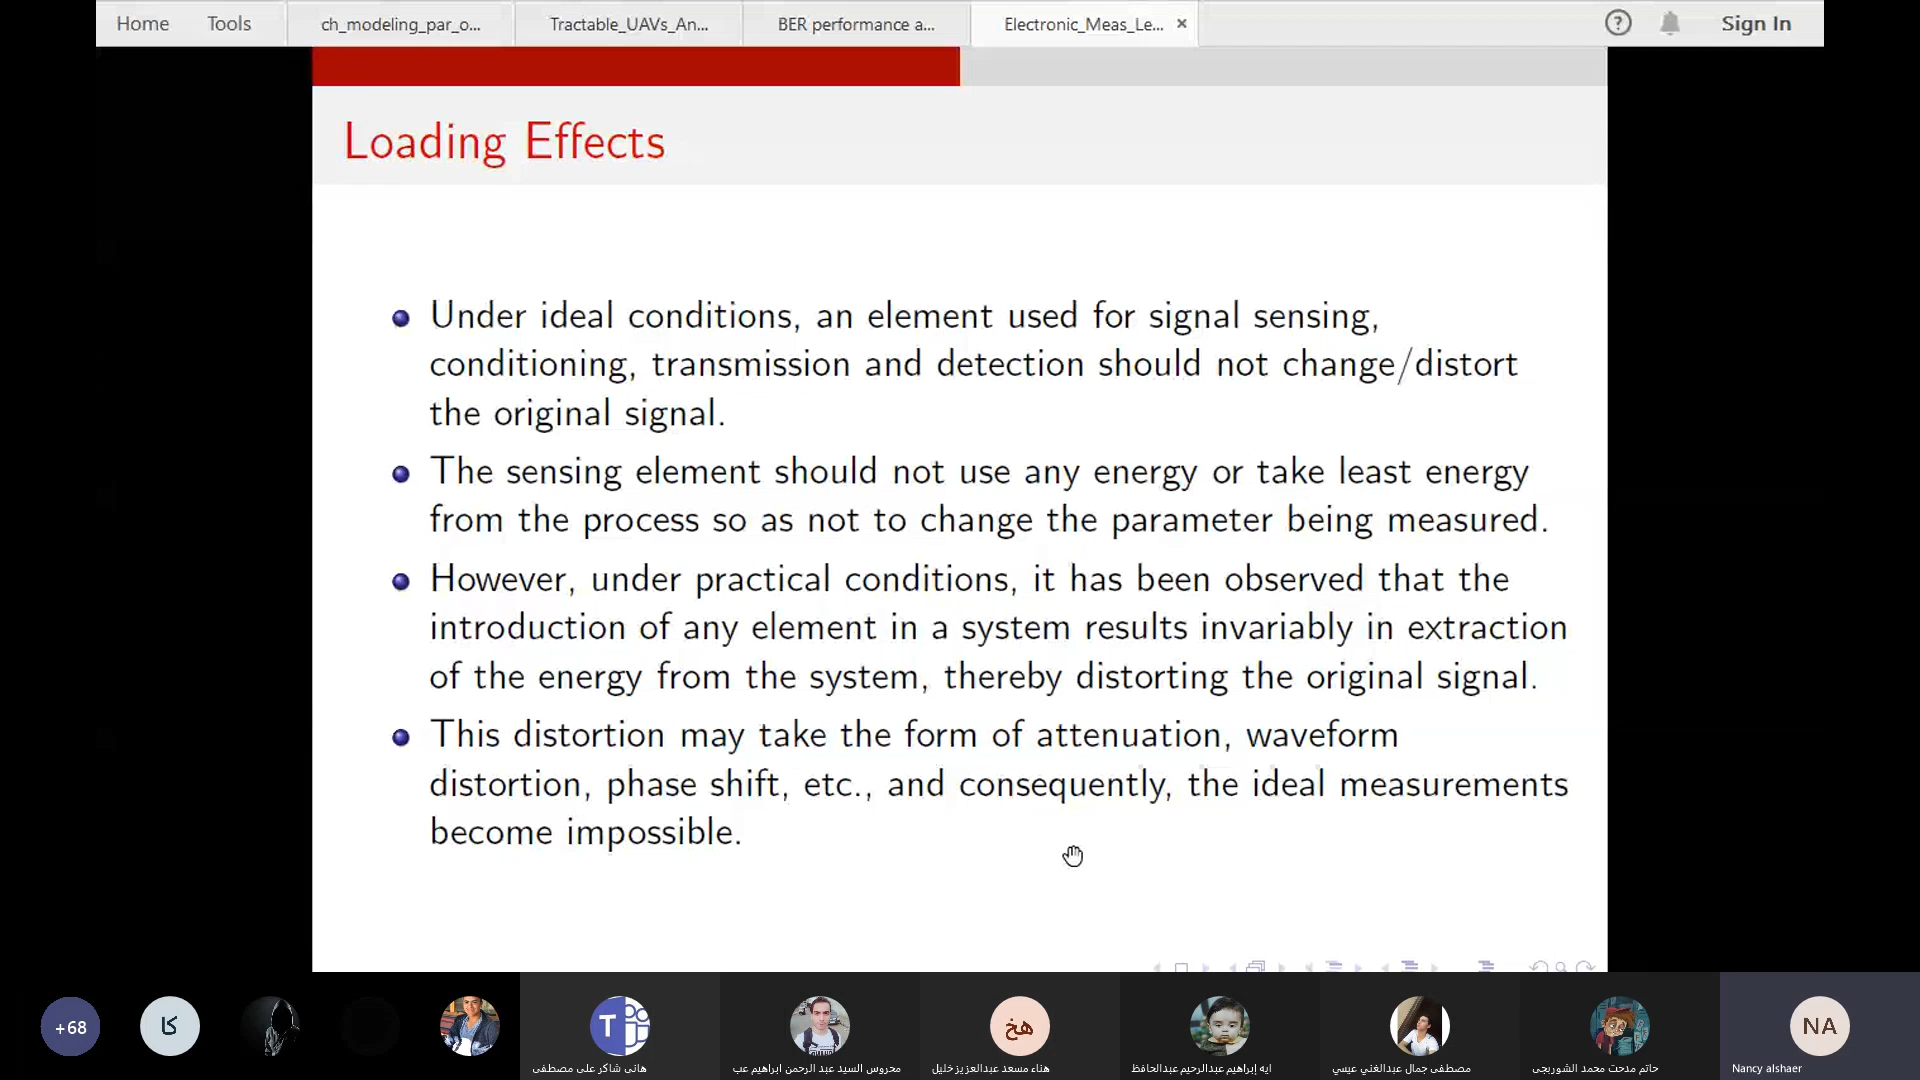 Home Tools ch_modeling_par_o... Tractable_UAVs_An... BER performance a... Electronic_Meas_Le... × ? Sign In
Loading Effects
Under ideal conditions, an element used for signal sensing,
conditioning, transmission and detection should not change/distort
the original signal.
The sensing element should not use any energy or take least energy
from the process so as not to change the parameter being measured.
However, under practical conditions, it has been observed that the
introduction of any element in a system results invariably in extraction
of the energy from the system, thereby distorting the original signal.
This distortion may take the form of attenuation, waveform
distortion, phase shift, etc., and consequently, the ideal measurements
become impossible.
+68 كا T هخ NA
هانى شاكر على مصطفى محروس السيد عبد الرحمن ابراهيم عب هناء مسعد عبدالعزيز خليل ايه إبراهيم عبدالرحيم عبدالحافظ مصطفى جمال عبدالغني عيسي حاتم مدحت محمد الشوربجى Nancy alshaer